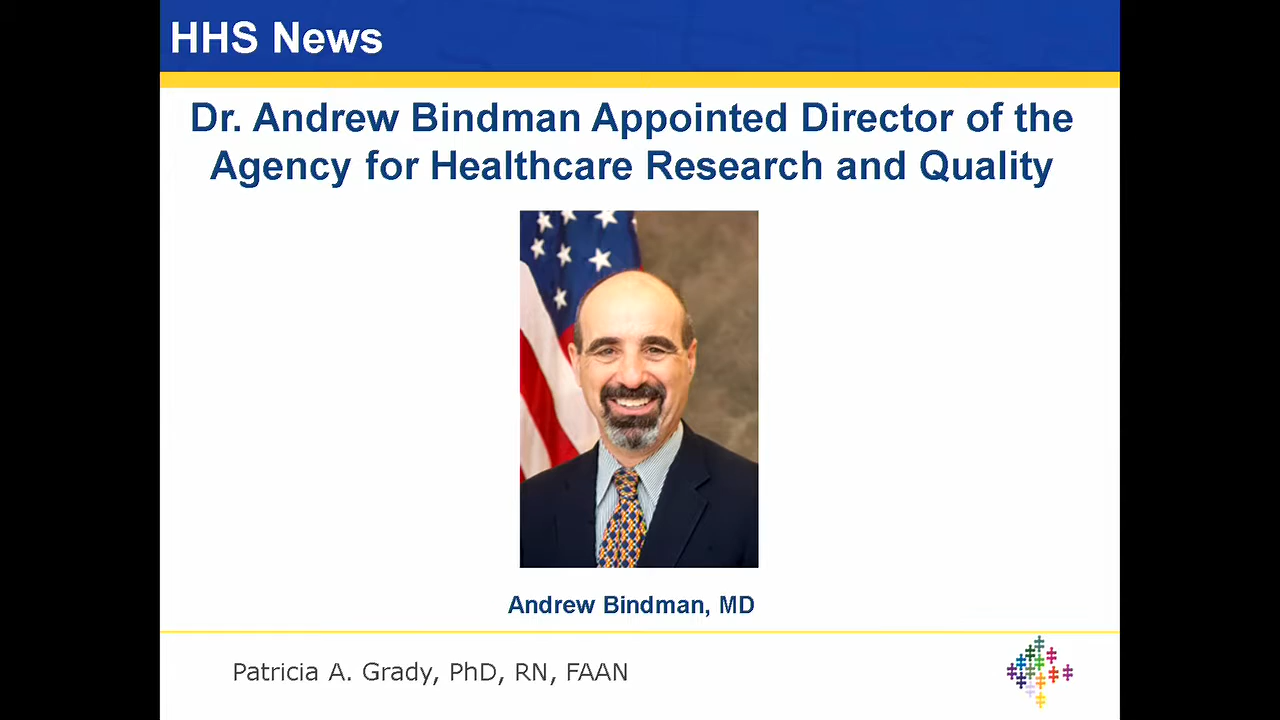 HHS News
Dr. Andrew Bindman Appointed Director of the
Agency for Healthcare Research and Quality
Andrew Bindman, MD
Patricia A. Grady, PhD, RN, FAAN